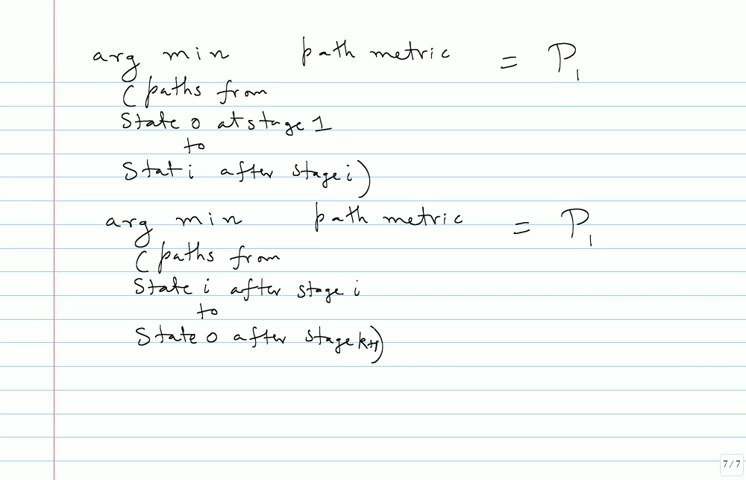 arg min path metric = P1
( paths from
State 0 at stage 1
to
Stat i after stage i)
arg min path metric = P1
( paths from
State i after stage i
to
State 0 after stage k+1)
7/7